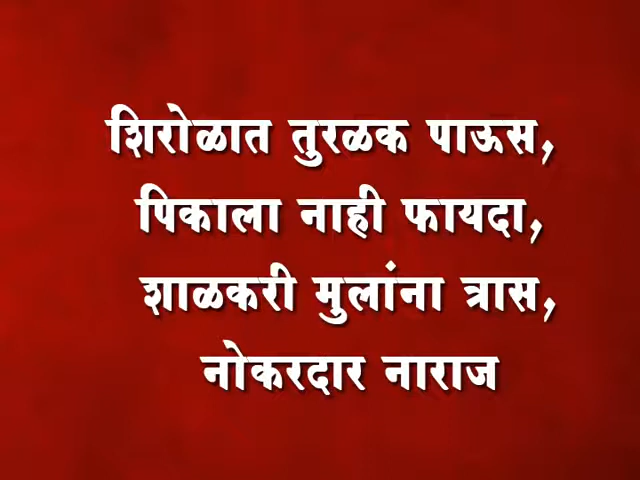 शिरोळात तुरळक पाऊस,
पिकाला नाही फायदा,
शाळकरी मुलांना त्रास,
नोकरदार नाराज